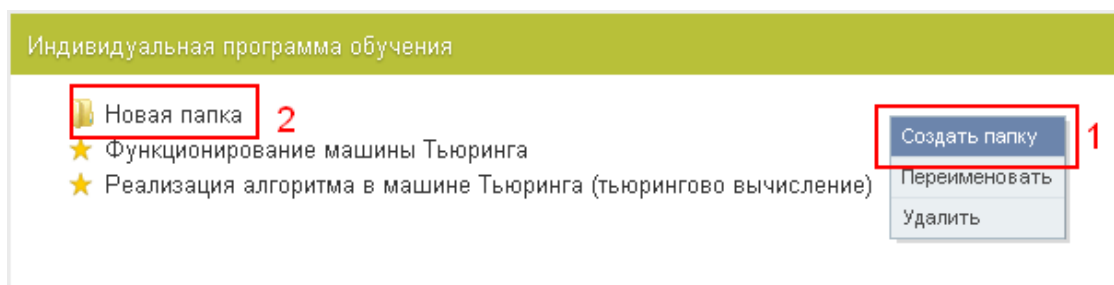 Индивидуальная программа обучения
Новая папка 2
Создать папку 1
Функционирование машины Тьюринга
Переименовать
Реализация алгоритма в машине Тьюринга (тьюрингово вычисление)
Удалить